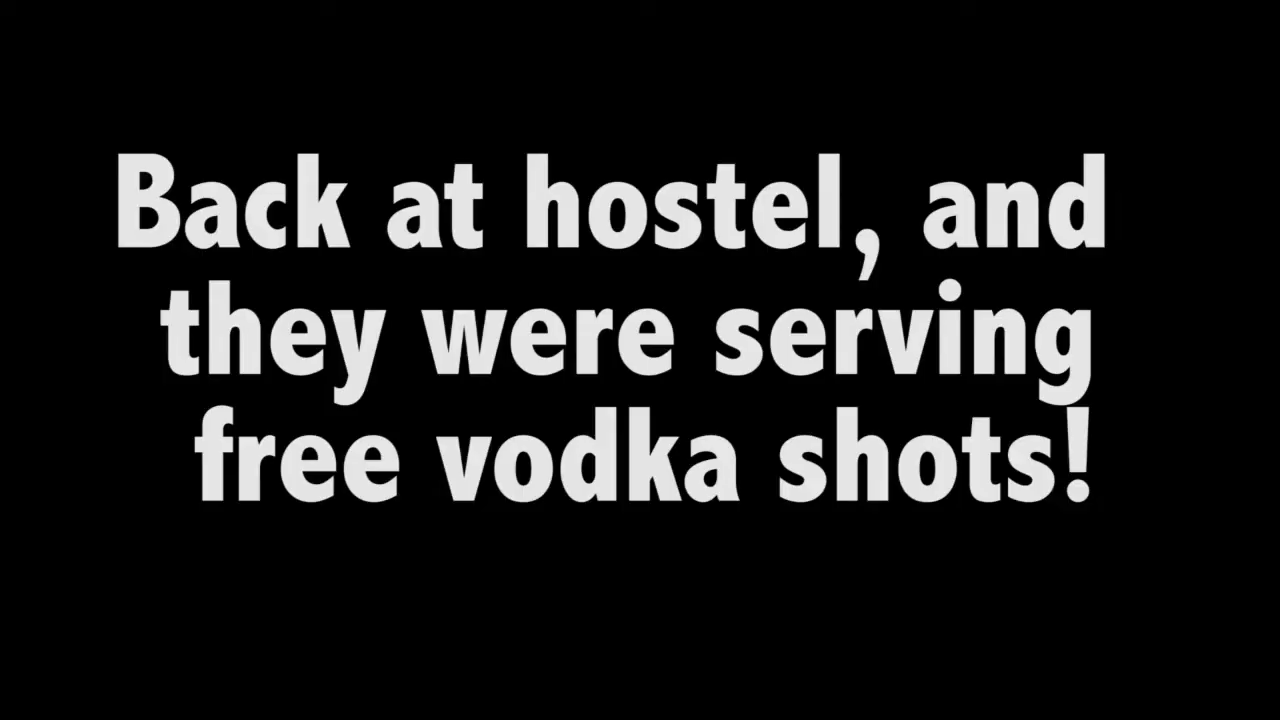 Back at hostel, and
they were serving
free vodka shots!